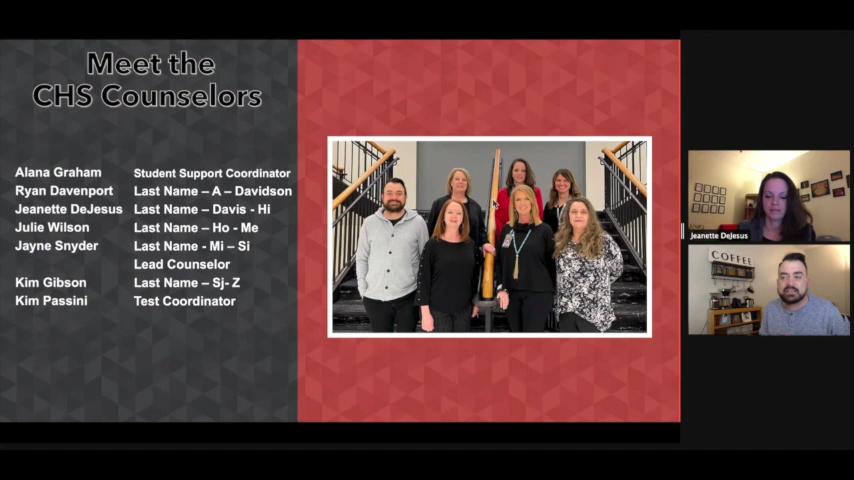 Meet the
CHS Counselors
Alana Graham Student Support Coordinator
Ryan Davenport Last Name – A – Davidson
Jeanette DeJesus Last Name – Davis - Hi
Julie Wilson Last Name – Ho - Me
Jayne Snyder Last Name - Mi – Si
Lead Counselor
Kim Gibson Last Name – Sj- Z
Kim Passini Test Coordinator
Jeanette DeJesus
COFFEE